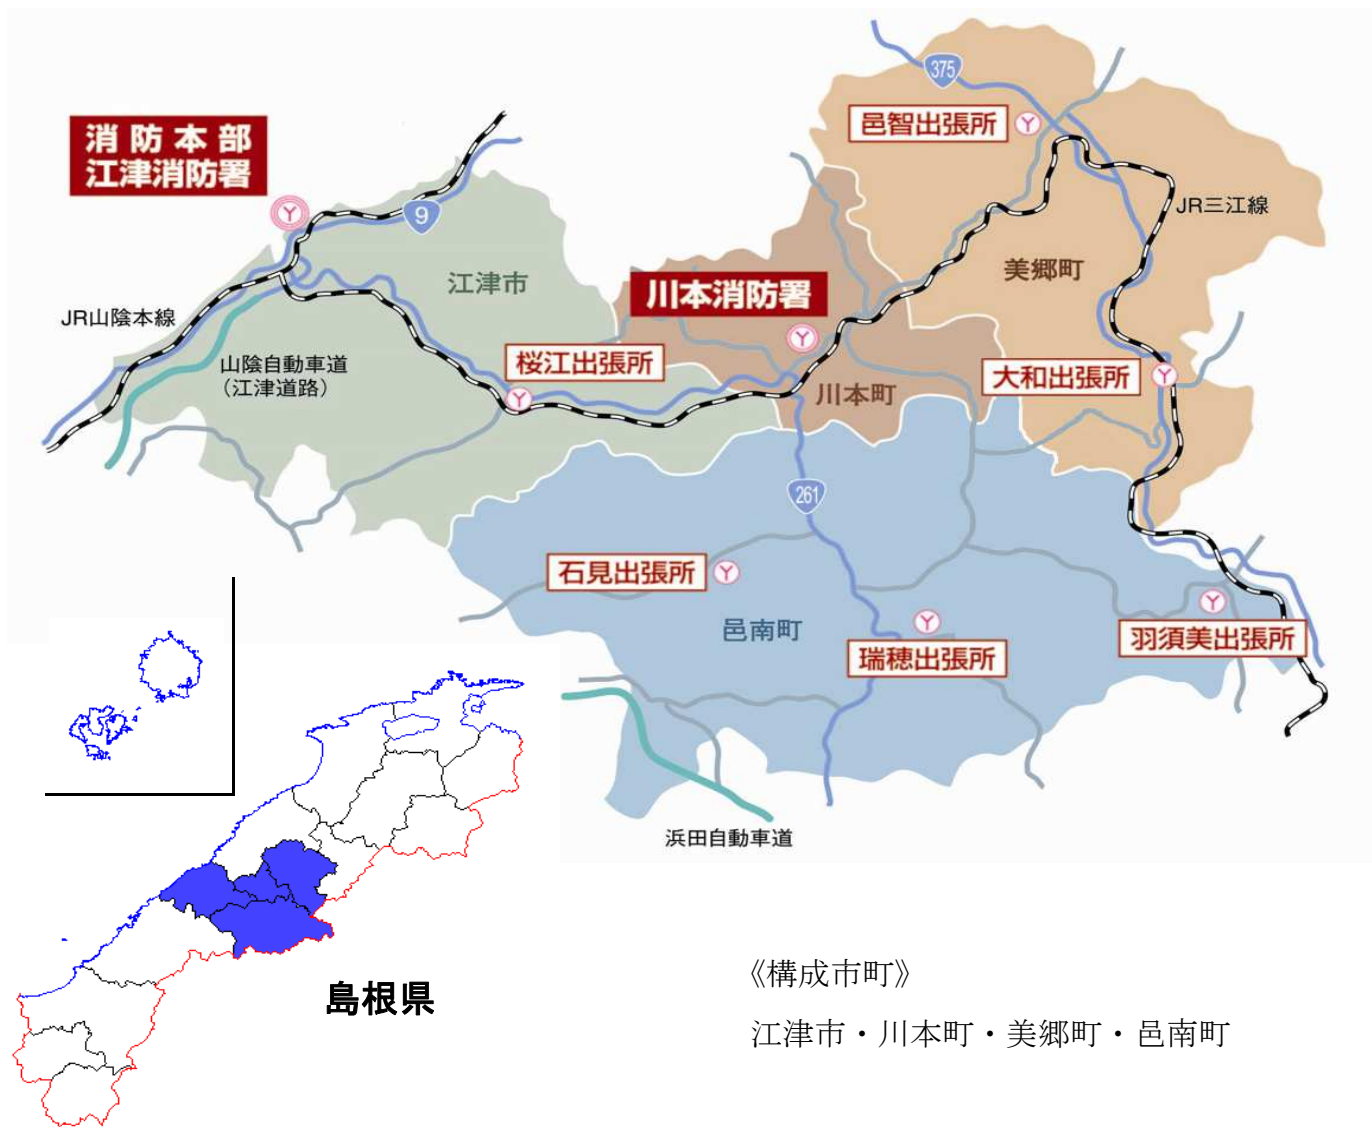 375
邑智出張所
消防本部
江津消防署
9
JR三江線
美郷町
江津市
川本消防署
JR山陰本線
山陰自動車道
（江津道路）
桜江出張所
大和出張所
川本町
261
石見出張所
邑南町
瑞穂出張所
羽須美出張所
浜田自動車道
島根県
《構成市町》
江津市・川本町・美郷町・邑南町